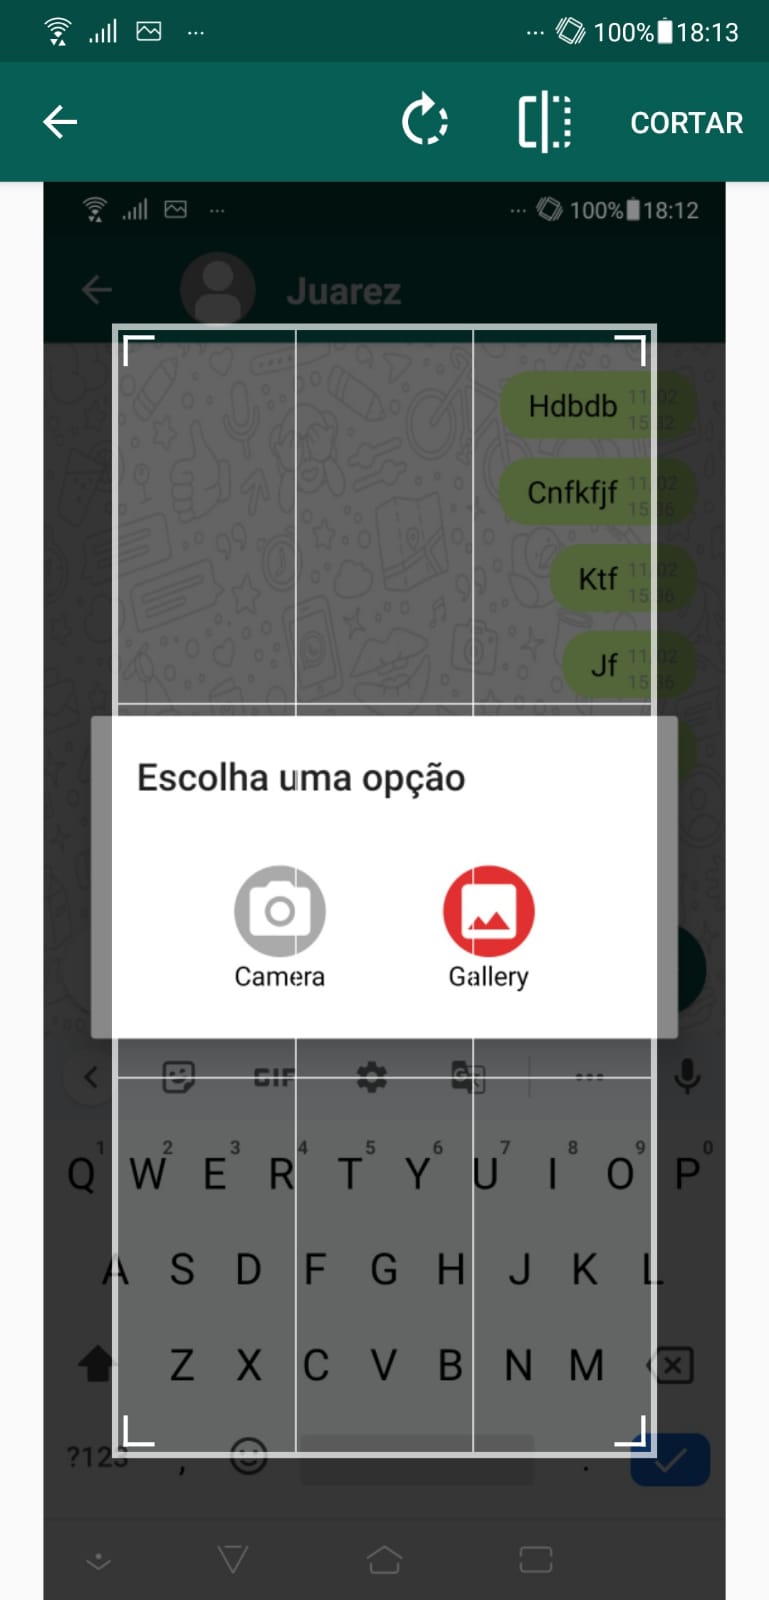 ... ... 100% 18:13
CORTAR
... ... 100% 18:12
Juarez
Hdbdb 11/02 15:32
Cnfkfjf 11/02 15:36
Ktf 11/02 15:36
Jf 11/02 15:36
Escolha uma opção
Camera Gallery
GIF G ...
1 2 3 4 5 6 7 8 9 0
Q W E R T Y U I O P
A S D F G H J K L
Z X C V B N M
?123 , .